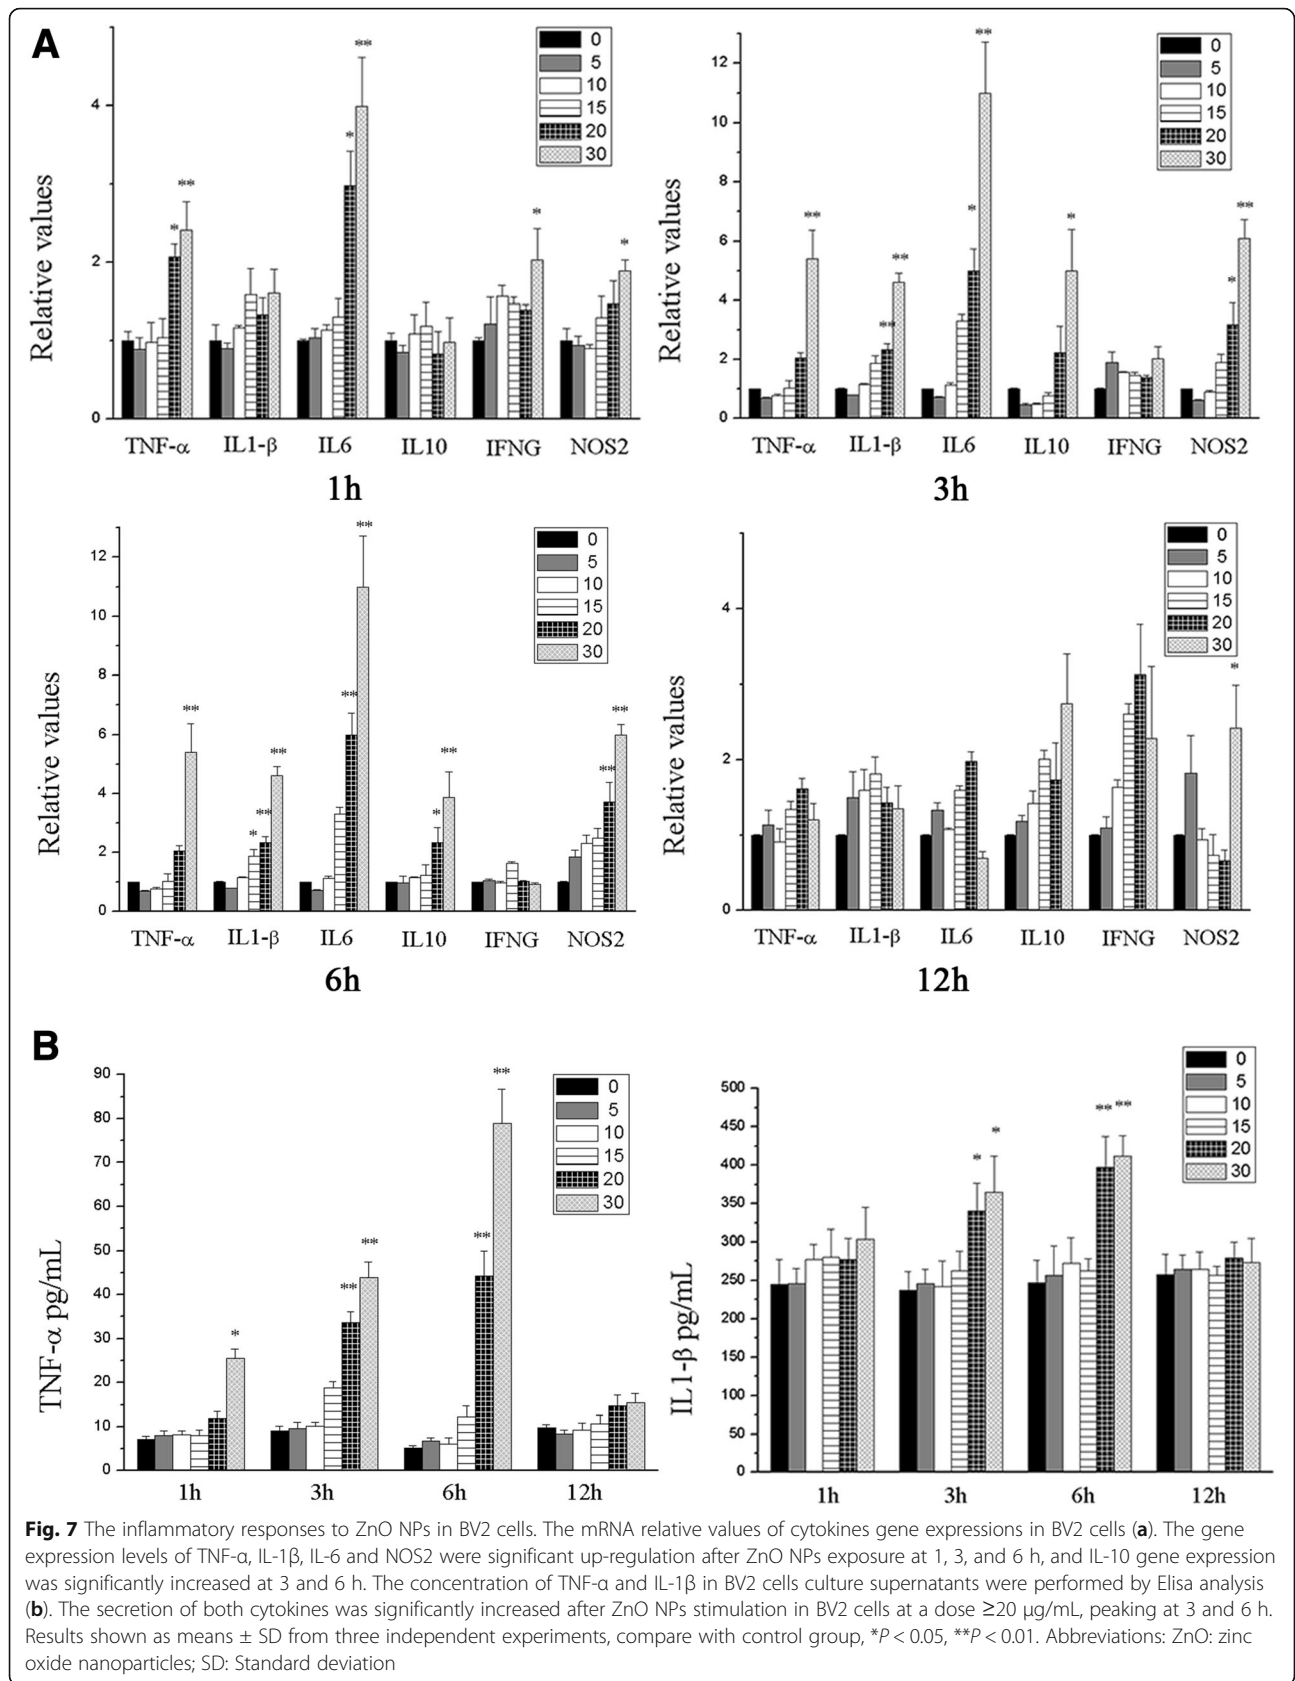 A
Relative values
4
2
0
** * ** * * *
0
5
10
15
20
30
TNF-α IL1-β IL6 IL10 IFNG NOS2
1h
Relative values
12
10
8
6
4
2
0
** ** ** * ** * ** *
0
5
10
15
20
30
TNF-α IL1-β IL6 IL10 IFNG NOS2
3h
Relative values
12
10
8
6
4
2
0
** * ** ** ** ** * ** ** **
0
5
10
15
20
30
TNF-α IL1-β IL6 IL10 IFNG NOS2
6h
Relative values
4
2
0
*
0
5
10
15
20
30
TNF-α IL1-β IL6 IL10 IFNG NOS2
12h
B
TNF-α pg/mL
90
80
70
60
50
40
30
20
10
0
* ** ** ** **
0
5
10
15
20
30
1h 3h 6h 12h
IL1-β pg/mL
500
450
400
350
300
250
200
150
100
50
0
* * ** **
0
5
10
15
20
30
1h 3h 6h 12h
Fig. 7 The inflammatory responses to ZnO NPs in BV2 cells. The mRNA relative values of cytokines gene expressions in BV2 cells (a). The gene
expression levels of TNF-α, IL-1β, IL-6 and NOS2 were significant up-regulation after ZnO NPs exposure at 1, 3, and 6 h, and IL-10 gene expression
was significantly increased at 3 and 6 h. The concentration of TNF-α and IL-1β in BV2 cells culture supernatants were performed by Elisa analysis
(b). The secretion of both cytokines was significantly increased after ZnO NPs stimulation in BV2 cells at a dose ≥20 μg/mL, peaking at 3 and 6 h.
Results shown as means ± SD from three independent experiments, compare with control group, *P < 0.05, **P < 0.01. Abbreviations: ZnO: zinc
oxide nanoparticles; SD: Standard deviation